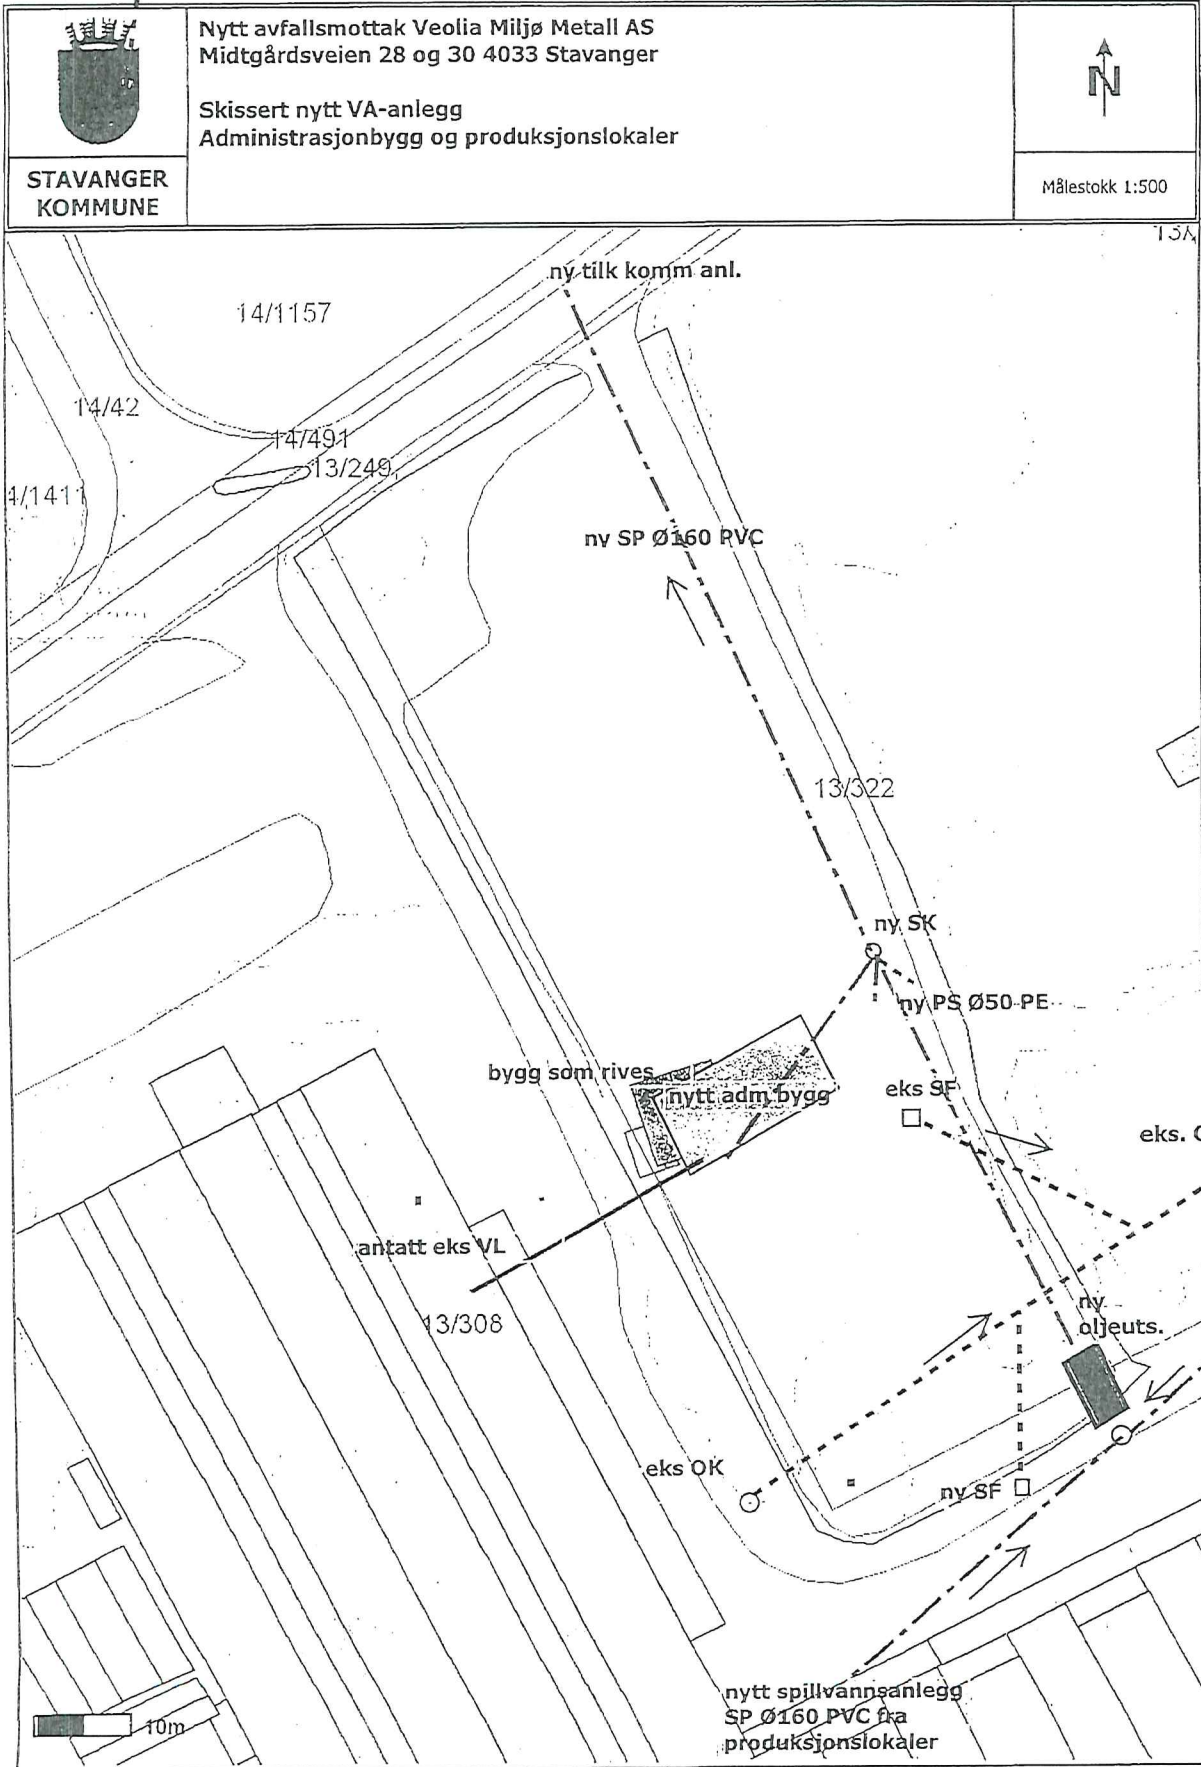 Nytt avfallsmottak Veolia Miljø Metall AS
Midtgårdsveien 28 og 30 4033 Stavanger
Skissert nytt VA-anlegg
Administrasjonbygg og produksjonslokaler
STAVANGER
KOMMUNE
N
Målestokk 1:500
ny tilk komm anl.
14/1157
14/42
14/491
13/249
4/1411
ny SP Ø160 PVC
13/322
ny SK
ny PS Ø50 PE
bygg som rives
nytt adm.bygg
eks SF
eks.
antatt eks VL
13/308
ny
oljeuts.
eks OK
ny SF
nytt spillvannsanlegg
SP Ø160 PVC fra
produksjonslokaler
10m